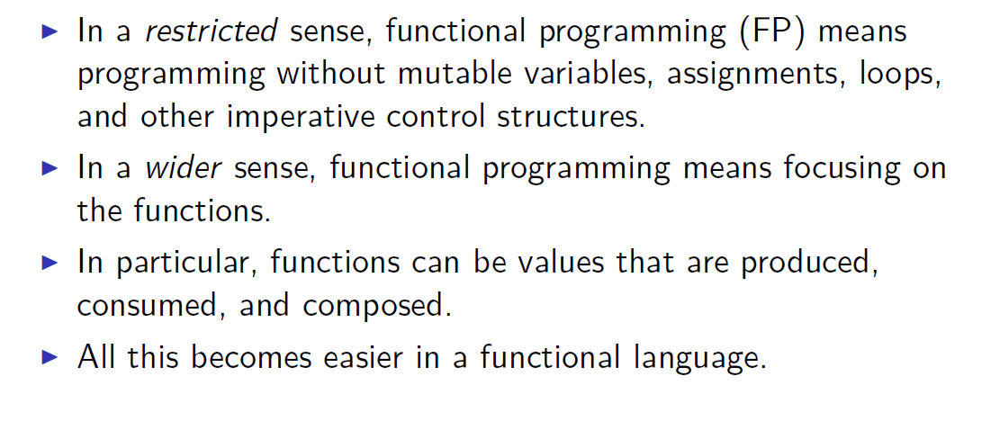 In a restricted sense, functional programming (FP) means
programming without mutable variables, assignments, loops,
and other imperative control structures.
In a wider sense, functional programming means focusing on
the functions.
In particular, functions can be values that are produced,
consumed, and composed.
All this becomes easier in a functional language.